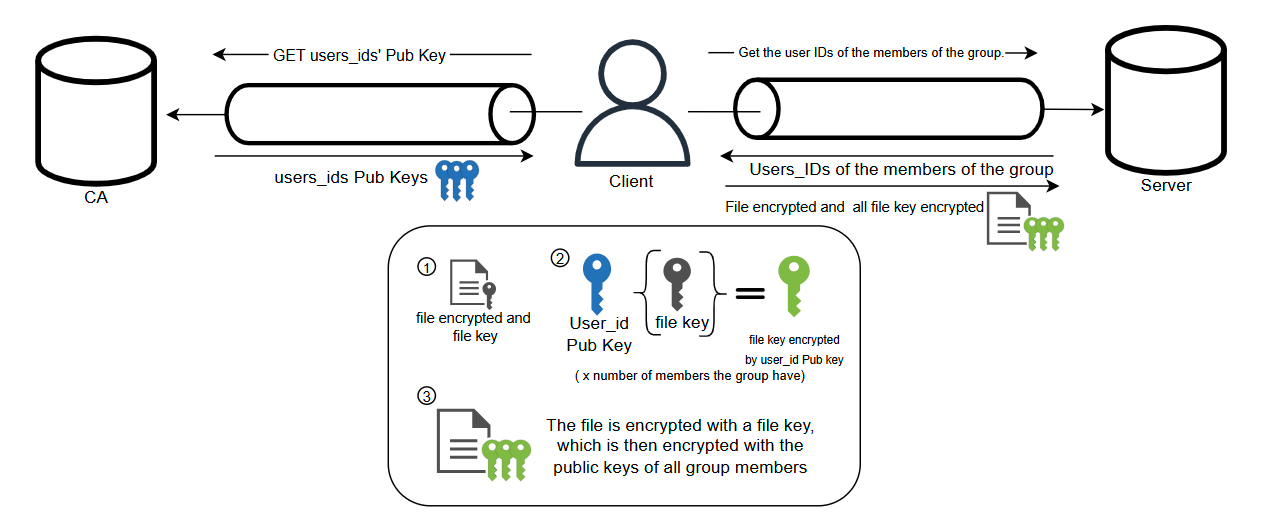 GET users_ids' Pub Key
Get the user IDs of the members of the group.
users_ids Pub Keys
CA
Client
Users_IDs of the members of the group
Server
File encrypted and all file key encrypted
1
file encrypted and
file key
2
User_id
Pub Key
file key
file key encrypted
by user_id Pub key
( x number of members the group have)
3
The file is encrypted with a file key,
which is then encrypted with the
public keys of all group members